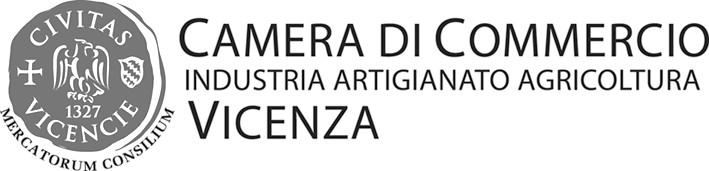 CIVITAS
VICENCIE
1327
MERCATORUM CONSILIUM
CAMERA DI COMMERCIO
INDUSTRIA ARTIGIANATO AGRICOLTURA
VICENZA